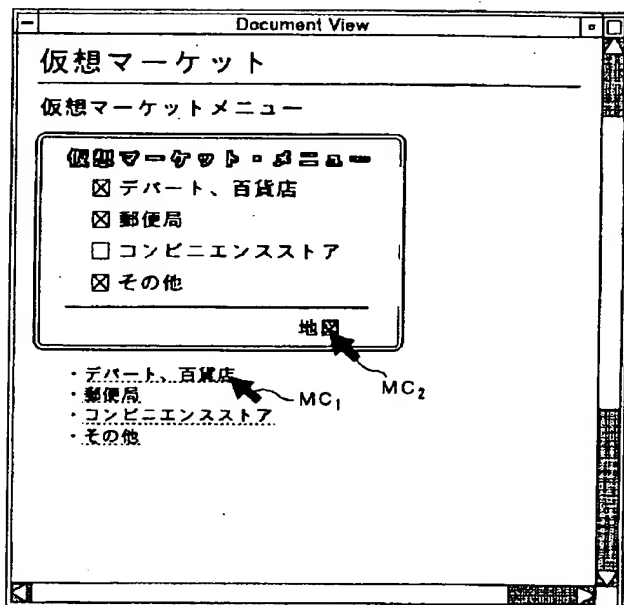 Document View
仮想マーケット
仮想マーケットメニュー
仮想マーケット・メニュー
デパート、百貨店
郵便局
コンビニエンスストア
その他
地図
・デパート、百貨店
・郵便局
・コンビニエンスストア
・その他
MC1
MC2